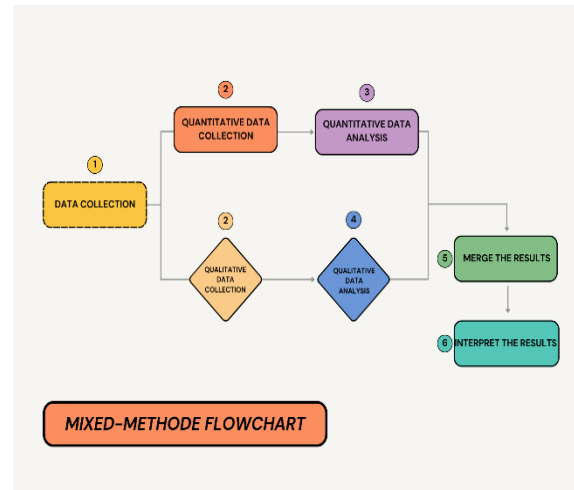 2
3
QUANTITATIVE DATA
COLLECTION
QUANTITATIVE DATA
ANALYSIS
1
DATA COLLECTION
2
4
QUALITATIVE
DATA
COLLECTION
QUALITATIVE
DATA
ANALYSIS
5
MERGE THE RESULTS
6
INTERPRET THE RESULTS
MIXED-METHODE FLOWCHART